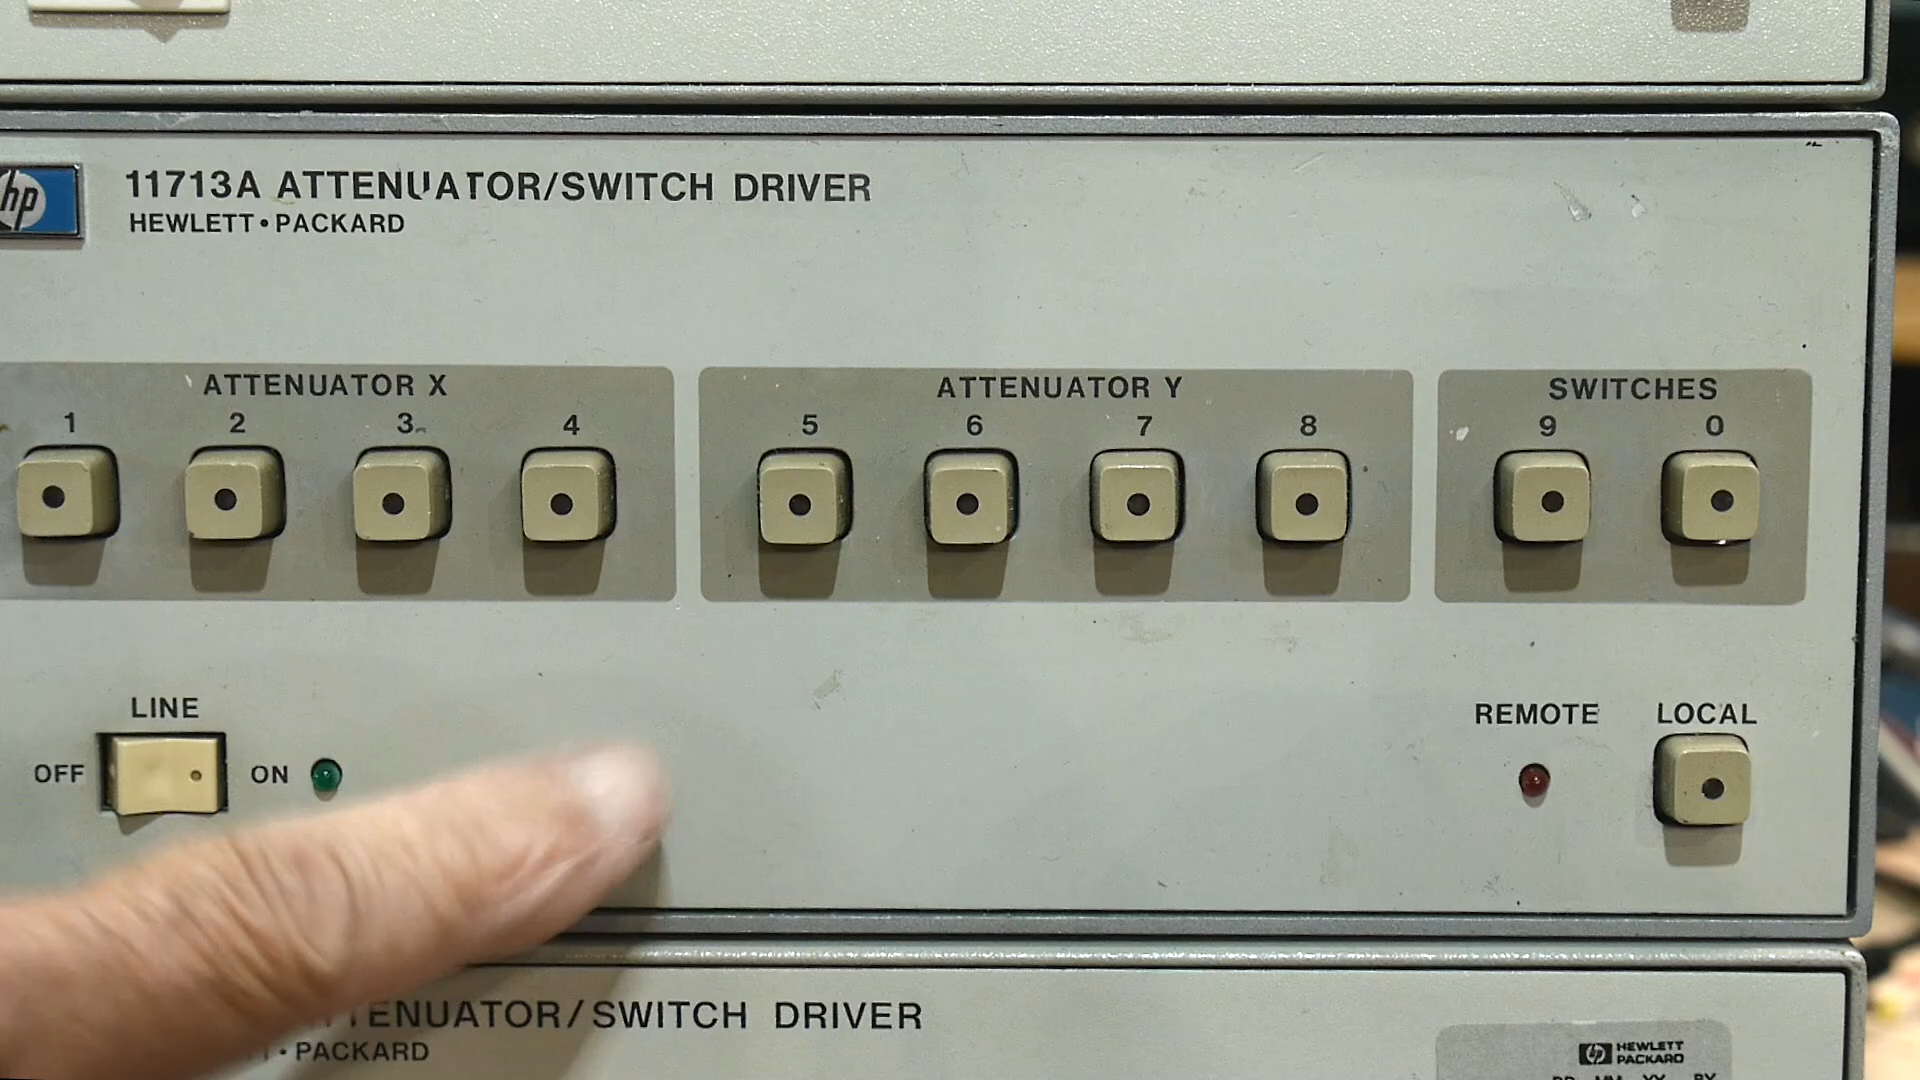 hp
11713A ATTENUATOR/SWITCH DRIVER
HEWLETT•PACKARD
ATTENUATOR X
1 2 3 4
ATTENUATOR Y
5 6 7 8
SWITCHES
9 0
LINE
OFF ON
REMOTE LOCAL
TENUATOR/SWITCH DRIVER
PACKARD
hp HEWLETT
PACKARD